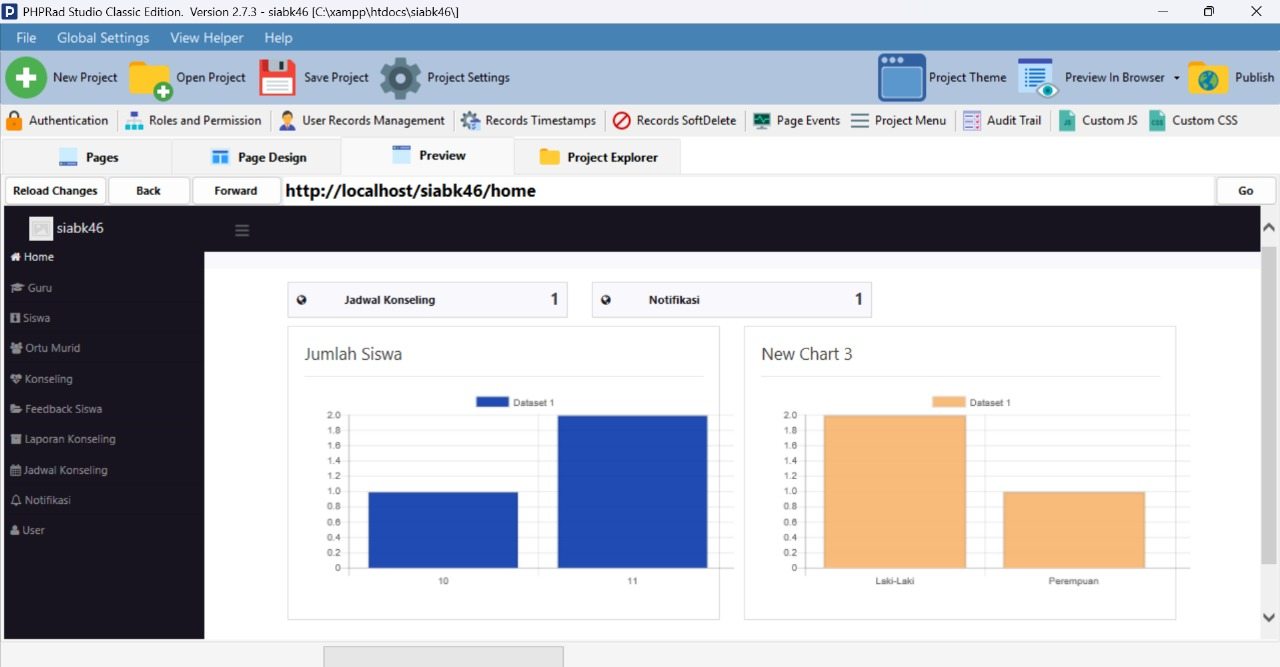 PHPRad Studio Classic Edition. Version 2.7.3 - siabk46 [C:\xampp\htdocs\siabk46\]
File Global Settings View Helper Help
New Project Open Project Save Project Project Settings Project Theme Preview In Browser Publish
Authentication Roles and Permission User Records Management Records Timestamps Records SoftDelete Page Events Project Menu Audit Trail Custom JS Custom CSS
Pages Page Design Preview Project Explorer
Reload Changes Back Forward http://localhost/siabk46/home Go
siabk46
Home
Guru
Siswa
Ortu Murid
Konseling
Feedback Siswa
Laporan Konseling
Jadwal Konseling
Notifikasi
User
Jadwal Konseling 1
Notifikasi 1
Jumlah Siswa
Dataset 1
2.0
1.8
1.6
1.4
1.2
1.0
0.8
0.6
0.4
0.2
0
10 11
New Chart 3
Dataset 1
2.0
1.8
1.6
1.4
1.2
1.0
0.8
0.6
0.4
0.2
0
Laki-Laki Perempuan